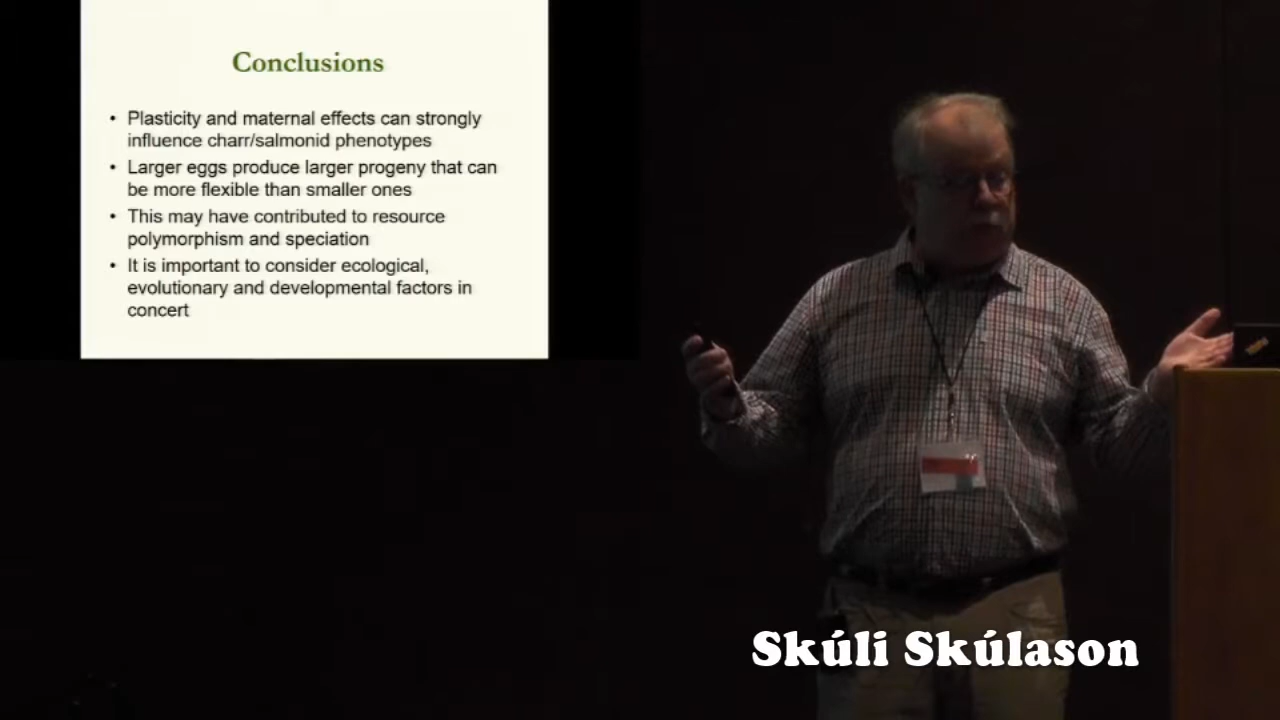 Conclusions
• Plasticity and maternal effects can strongly
influence charr/salmonid phenotypes
• Larger eggs produce larger progeny that can
be more flexible than smaller ones
• This may have contributed to resource
polymorphism and speciation
• It is important to consider ecological,
evolutionary and developmental factors in
concert
Skúli Skúlason